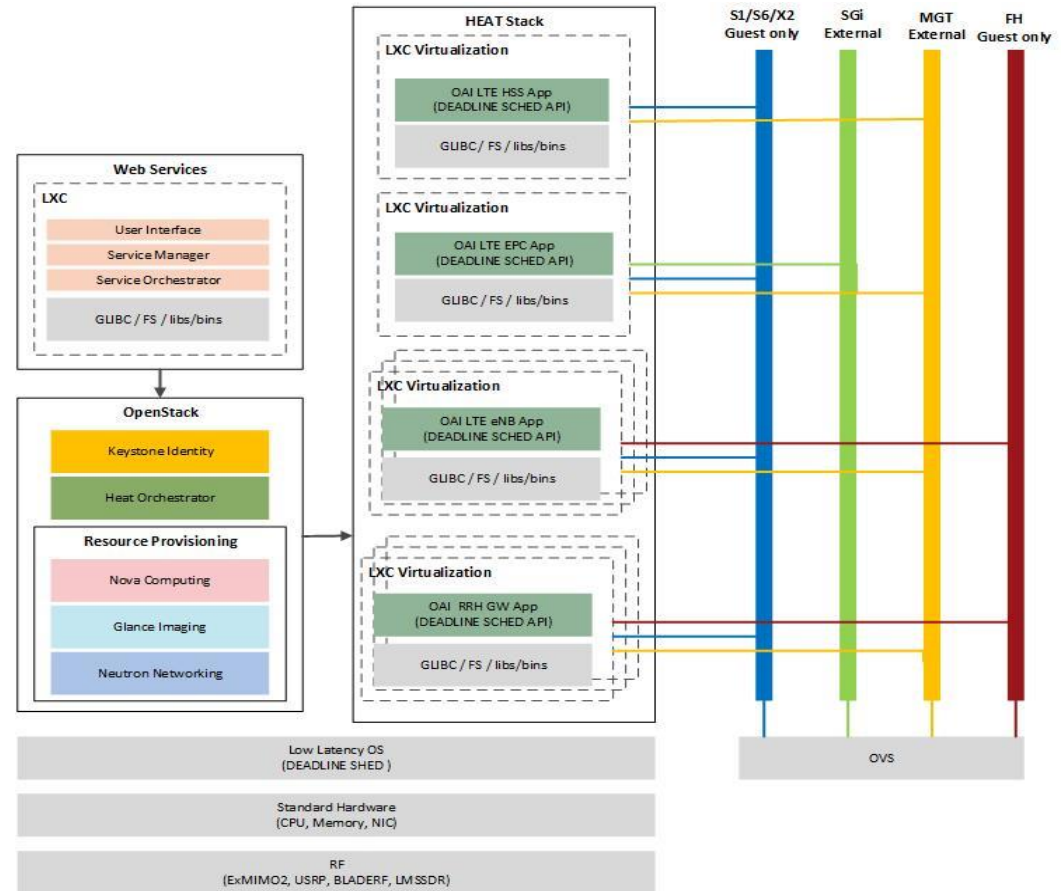 HEAT Stack
LXC Virtualization
OAI LTE HSS App
(DEADLINE SCHED API)
GLIBC / FS / libs/bins
LXC Virtualization
OAI LTE EPC App
(DEADLINE SCHED API)
GLIBC / FS / libs/bins
LXC Virtualization
OAI LTE eNB App
(DEADLINE SCHED API)
GLIBC / FS / libs/bins
LXC Virtualization
OAI RRH GW App
(DEADLINE SCHED API)
GLIBC / FS / libs/bins
Web Services
LXC
User Interface
Service Manager
Service Orchestrator
GLIBC / FS / libs/bins
OpenStack
Keystone Identity
Heat Orchestrator
Resource Provisioning
Nova Computing
Glance Imaging
Neutron Networking
S1/S6/X2
Guest only
SGi
External
MGT
External
FH
Guest only
OVS
Low Latency OS
(DEADLINE SHED )
Standard Hardware
(CPU, Memory, NIC)
RF
(ExMIMO2, USRP, BLADERF, LMSSDR)